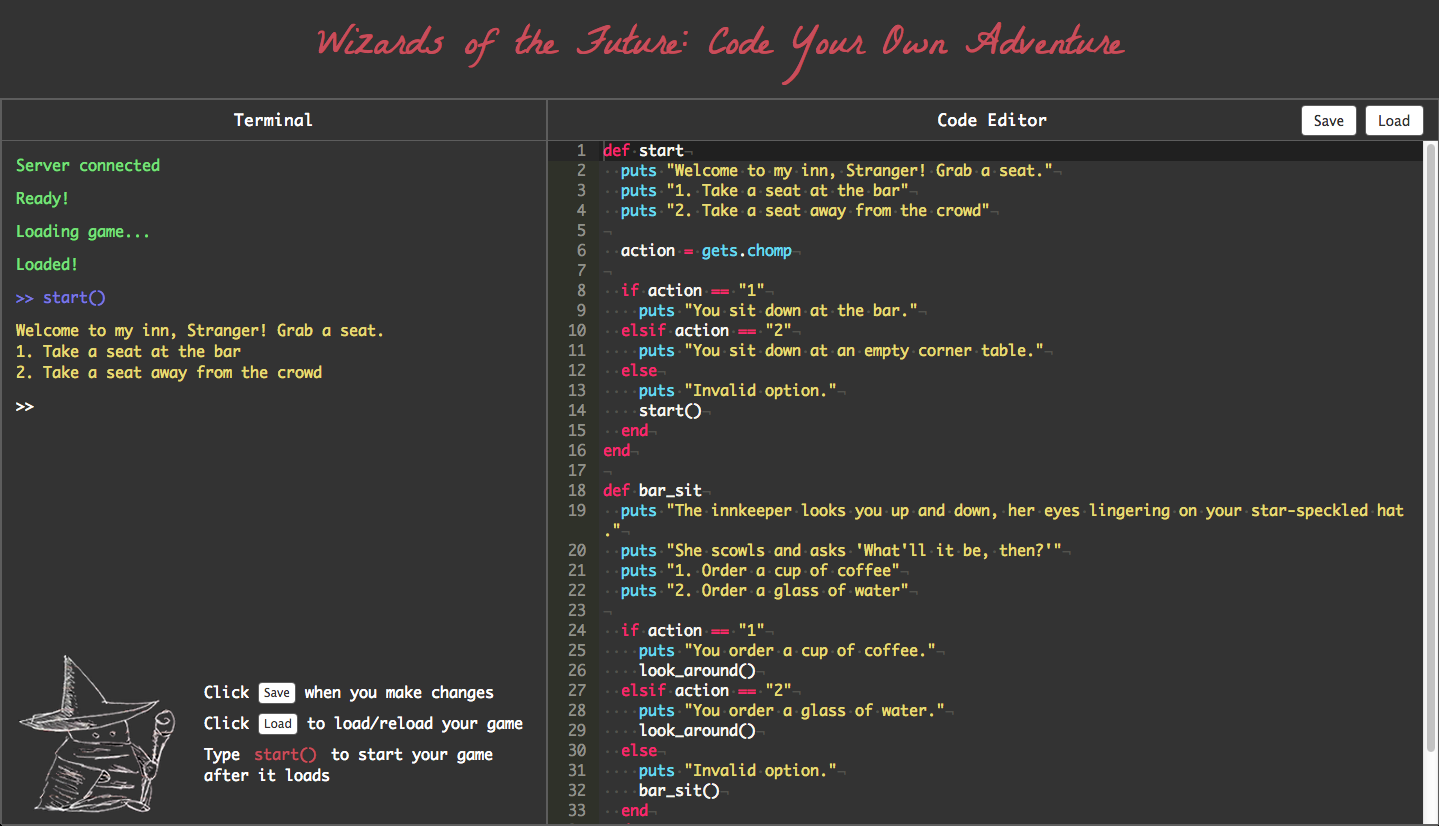 Wizards of the Future: Code Your Own Adventure
Terminal
Server connected
Ready!
Loading game...
Loaded!
>> start()
Welcome to my inn, Stranger! Grab a seat.
1. Take a seat at the bar
2. Take a seat away from the crowd
>>
Click Save when you make changes
Click Load to load/reload your game
Type start() to start your game
after it loads
Code Editor
Save Load
1 def start
2   puts "Welcome to my inn, Stranger! Grab a seat."
3   puts "1. Take a seat at the bar"
4   puts "2. Take a seat away from the crowd"
5
6   action = gets.chomp
7
8   if action == "1"
9     puts "You sit down at the bar."
10   elsif action == "2"
11     puts "You sit down at an empty corner table."
12   else
13     puts "Invalid option."
14     start()
15   end
16 end
17
18 def bar_sit
19   puts "The innkeeper looks you up and down, her eyes lingering on your star-speckled hat
."
20   puts "She scowls and asks 'What'll it be, then?'"
21   puts "1. Order a cup of coffee"
22   puts "2. Order a glass of water"
23
24   if action == "1"
25     puts "You order a cup of coffee."
26     look_around()
27   elsif action == "2"
28     puts "You order a glass of water."
29     look_around()
30   else
31     puts "Invalid option."
32     bar_sit()
33   end